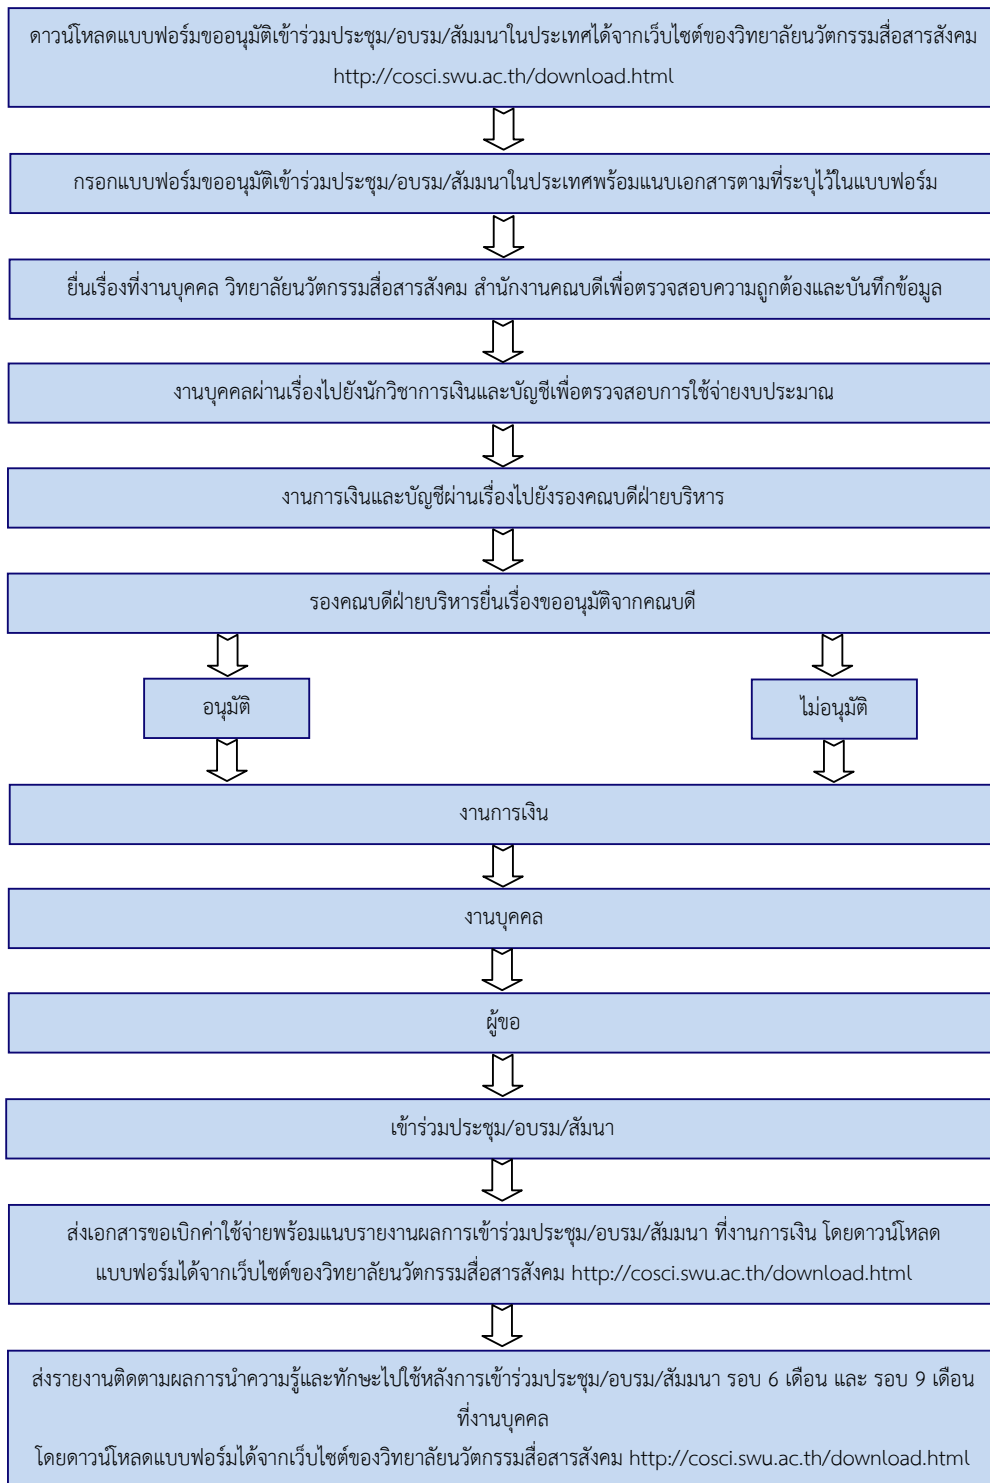 ดาวน์โหลดแบบฟอร์มขออนุมัติเข้าร่วมประชุม/อบรม/สัมมนาในประเทศได้จากเว็บไซต์ของวิทยาลัยนวัตกรรมสื่อสารสังคม
http://cosci.swu.ac.th/download.html
กรอกแบบฟอร์มขออนุมัติเข้าร่วมประชุม/อบรม/สัมมนาในประเทศพร้อมแนบเอกสารตามที่ระบุไว้ในแบบฟอร์ม
ยื่นเรื่องที่งานบุคคล วิทยาลัยนวัตกรรมสื่อสารสังคม สำนักงานคณบดีเพื่อตรวจสอบความถูกต้องและบันทึกข้อมูล
งานบุคคลผ่านเรื่องไปยังนักวิชาการเงินและบัญชีเพื่อตรวจสอบการใช้จ่ายงบประมาณ
งานการเงินและบัญชีผ่านเรื่องไปยังรองคณบดีฝ่ายบริหาร
รองคณบดีฝ่ายบริหารยื่นเรื่องขออนุมัติจากคณบดี
อนุมัติ
ไม่อนุมัติ
งานการเงิน
งานบุคคล
ผู้ขอ
เข้าร่วมประชุม/อบรม/สัมนา
ส่งเอกสารขอเบิกค่าใช้จ่ายพร้อมแนบรายงานผลการเข้าร่วมประชุม/อบรม/สัมมนา ที่งานการเงิน โดยดาวน์โหลด
แบบฟอร์มได้จากเว็บไซต์ของวิทยาลัยนวัตกรรมสื่อสารสังคม http://cosci.swu.ac.th/download.html
ส่งรายงานติดตามผลการนำความรู้และทักษะไปใช้หลังการเข้าร่วมประชุม/อบรม/สัมมนา รอบ 6 เดือน และ รอบ 9 เดือน
ที่งานบุคคล
โดยดาวน์โหลดแบบฟอร์มได้จากเว็บไซต์ของวิทยาลัยนวัตกรรมสื่อสารสังคม http://cosci.swu.ac.th/download.html